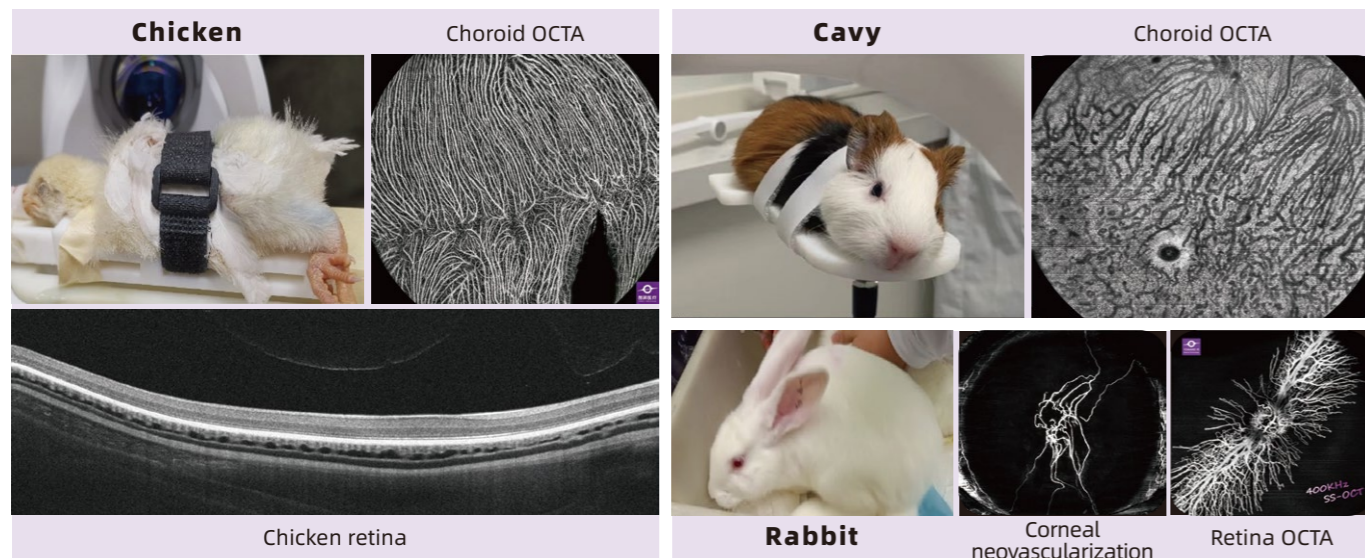 Chicken
Choroid OCTA
Cavy
Choroid OCTA
Chicken retina
Rabbit
Corneal
neovascularization
Retina OCTA
400KHz
SS-OCT